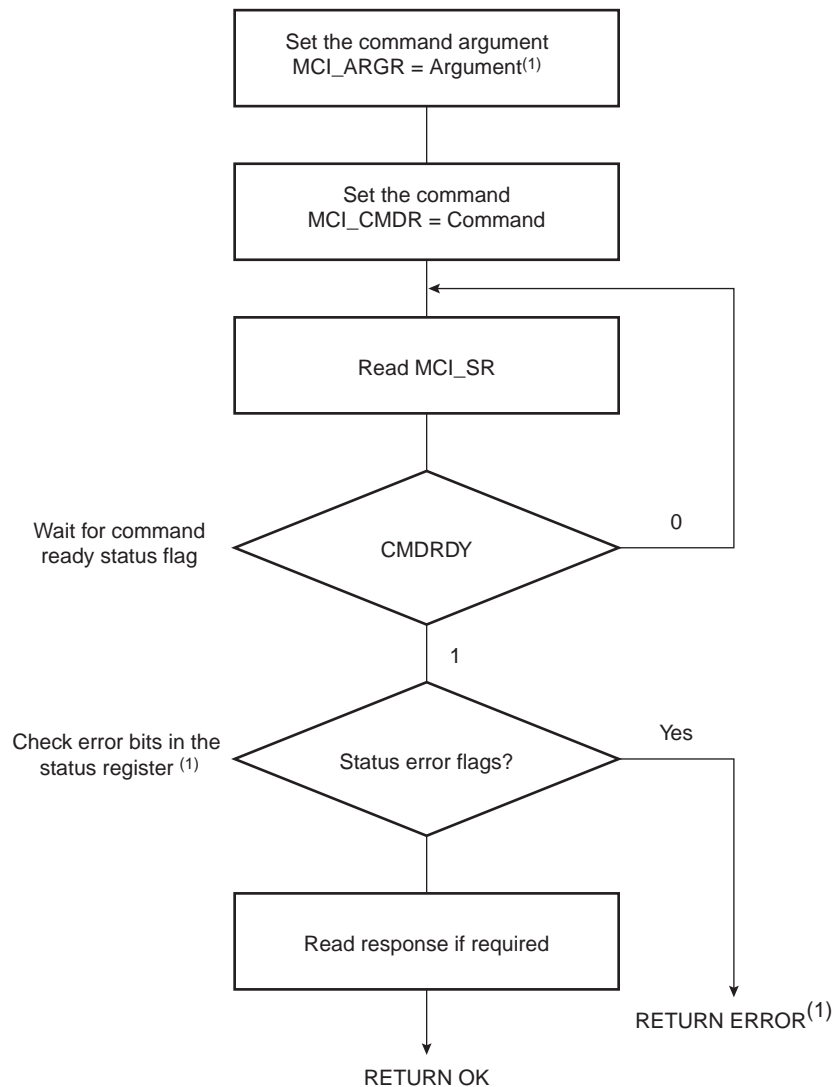 Set the command argument
MCI_ARGR = Argument(1)
Set the command
MCI_CMDR = Command
Read MCI_SR
Wait for command
ready status flag
CMDRDY
0
1
Check error bits in the
status register (1)
Status error flags?
Yes
Read response if required
RETURN ERROR(1)
RETURN OK